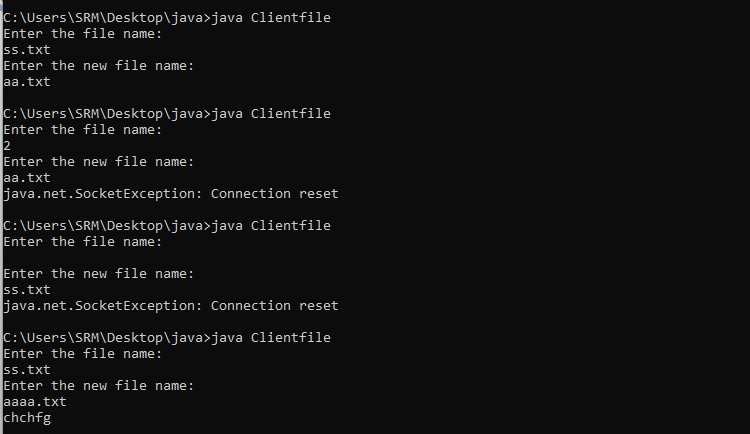 C:\Users\SRM\Desktop\java>java Clientfile
Enter the file name:
ss.txt
Enter the new file name:
aa.txt
C:\Users\SRM\Desktop\java>java Clientfile
Enter the file name:
2
Enter the new file name:
aa.txt
java.net.SocketException: Connection reset
C:\Users\SRM\Desktop\java>java Clientfile
Enter the file name:
Enter the new file name:
ss.txt
java.net.SocketException: Connection reset
C:\Users\SRM\Desktop\java>java Clientfile
Enter the file name:
ss.txt
Enter the new file name:
aaaa.txt
chchfg